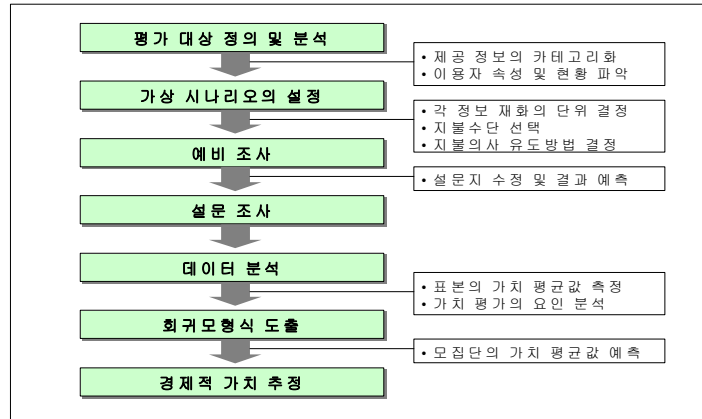 평가 대상 정의 및 분석
• 제공 정보의 카테고리화
• 이용자 속성 및 현황 파악
가상 시나리오의 설정
• 각 정보 재화의 단위 결정
• 지불수단 선택
• 지불의사 유도방법 결정
예비 조사
• 설문지 수정 및 결과 예측
설문 조사
데이터 분석
• 표본의 가치 평균값 측정
• 가치 평가의 요인 분석
회귀모형식 도출
• 모집단의 가치 평균값 예측
경제적 가치 추정